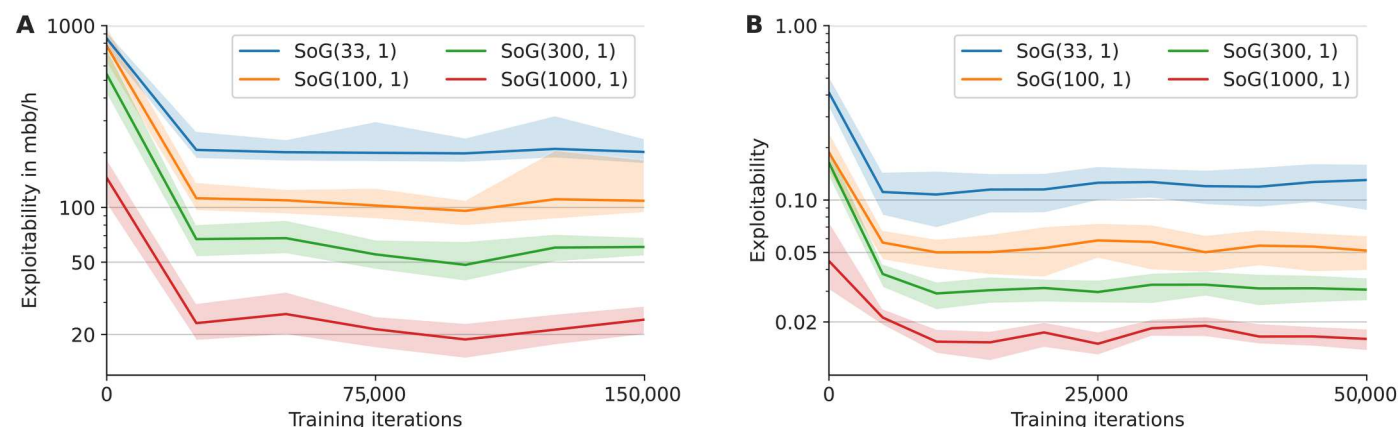 A
Exploitability in mbb/h
1000
100
50
20
SoG(33, 1)
SoG(100, 1)
SoG(300, 1)
SoG(1000, 1)
0
75,000
150,000
Training iterations
B
Exploitability
1.00
0.10
0.05
0.02
SoG(33, 1)
SoG(100, 1)
SoG(300, 1)
SoG(1000, 1)
0
25,000
50,000
Training iterations